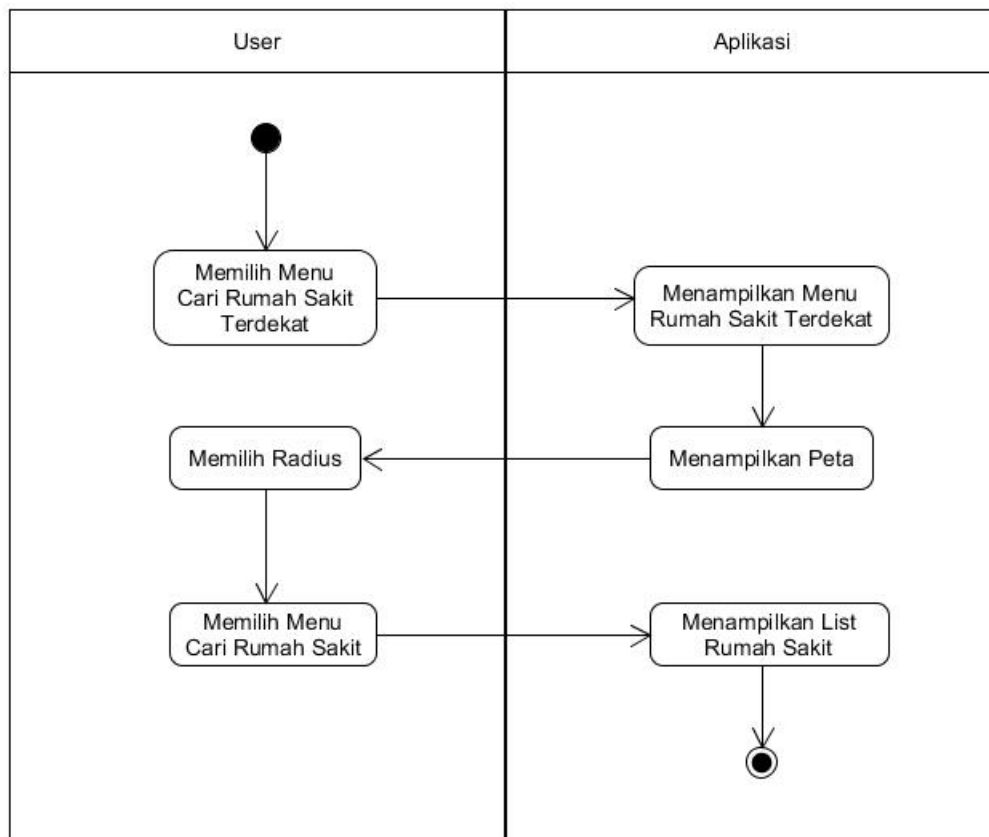 User
Aplikasi
Memilih Menu
Cari Rumah Sakit
Terdekat
Menampilkan Menu
Rumah Sakit Terdekat
Memilih Radius
Menampilkan Peta
Memilih Menu
Cari Rumah Sakit
Menampilkan List
Rumah Sakit